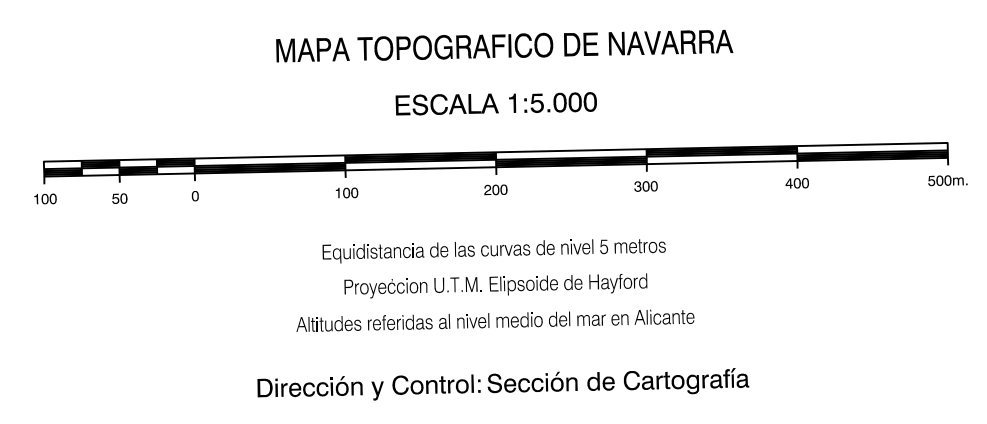 MAPA TOPOGRAFICO DE NAVARRA
ESCALA 1:5.000
100 50 0 100 200 300 400 500m.
Equidistancia de las curvas de nivel 5 metros
Proyeccion U.T.M. Elipsoide de Hayford
Altitudes referidas al nivel medio del mar en Alicante
Dirección y Control: Sección de Cartografía